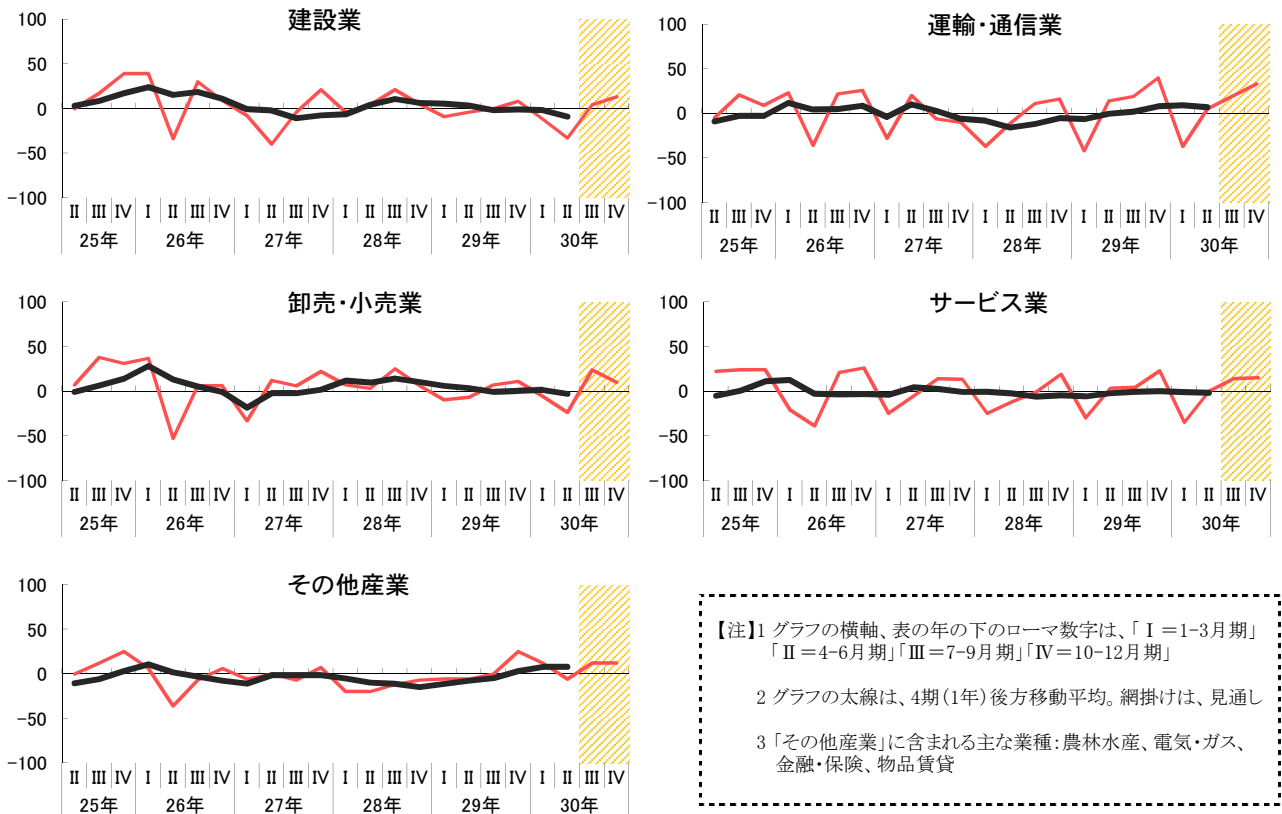 建設業
100
50
0
-50
-100
Ⅱ Ⅲ Ⅳ Ⅰ Ⅱ Ⅲ Ⅳ Ⅰ Ⅱ Ⅲ Ⅳ Ⅰ Ⅱ Ⅲ Ⅳ Ⅰ Ⅱ Ⅲ Ⅳ Ⅰ Ⅱ Ⅲ Ⅳ
25年 26年 27年 28年 29年 30年
運輸・通信業
100
50
0
-50
-100
Ⅱ Ⅲ Ⅳ Ⅰ Ⅱ Ⅲ Ⅳ Ⅰ Ⅱ Ⅲ Ⅳ Ⅰ Ⅱ Ⅲ Ⅳ Ⅰ Ⅱ Ⅲ Ⅳ Ⅰ Ⅱ Ⅲ Ⅳ
25年 26年 27年 28年 29年 30年
卸売・小売業
100
50
0
-50
-100
Ⅱ Ⅲ Ⅳ Ⅰ Ⅱ Ⅲ Ⅳ Ⅰ Ⅱ Ⅲ Ⅳ Ⅰ Ⅱ Ⅲ Ⅳ Ⅰ Ⅱ Ⅲ Ⅳ Ⅰ Ⅱ Ⅲ Ⅳ
25年 26年 27年 28年 29年 30年
サービス業
100
50
0
-50
-100
Ⅱ Ⅲ Ⅳ Ⅰ Ⅱ Ⅲ Ⅳ Ⅰ Ⅱ Ⅲ Ⅳ Ⅰ Ⅱ Ⅲ Ⅳ Ⅰ Ⅱ Ⅲ Ⅳ Ⅰ Ⅱ Ⅲ Ⅳ
25年 26年 27年 28年 29年 30年
その他産業
100
50
0
-50
-100
Ⅱ Ⅲ Ⅳ Ⅰ Ⅱ Ⅲ Ⅳ Ⅰ Ⅱ Ⅲ Ⅳ Ⅰ Ⅱ Ⅲ Ⅳ Ⅰ Ⅱ Ⅲ Ⅳ Ⅰ Ⅱ Ⅲ Ⅳ
25年 26年 27年 28年 29年 30年
【注】1 グラフの横軸、表の年の下のローマ数字は、「Ⅰ=1-3月期」
「Ⅱ=4-6月期」「Ⅲ=7-9月期」「Ⅳ=10-12月期」
2 グラフの太線は、4期(1年)後方移動平均。網掛けは、見通し
3 「その他産業」に含まれる主な業種:農林水産、電気・ガス、
金融・保険、物品賃貸